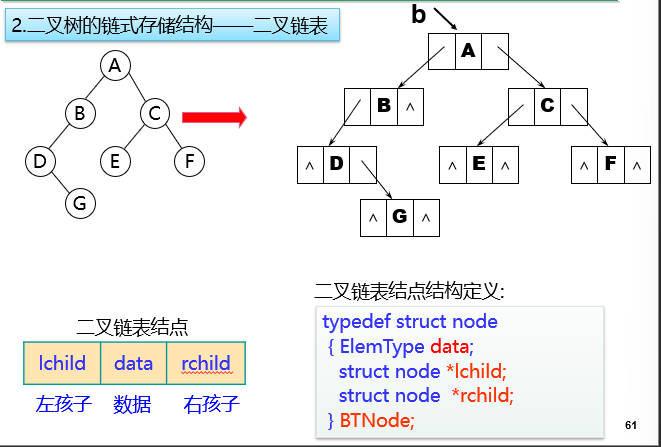 2.二叉树的链式存储结构——二叉链表
A
B
C
D
E
F
G
b
A
B ∧
C
∧ D
∧ E ∧
∧ F ∧
∧ G ∧
二叉链表结点
lchild data rchild
左孩子 数据 右孩子
二叉链表结点结构定义:
typedef struct node
{ ElemType data;
struct node *lchild;
struct node *rchild;
} BTNode;
61